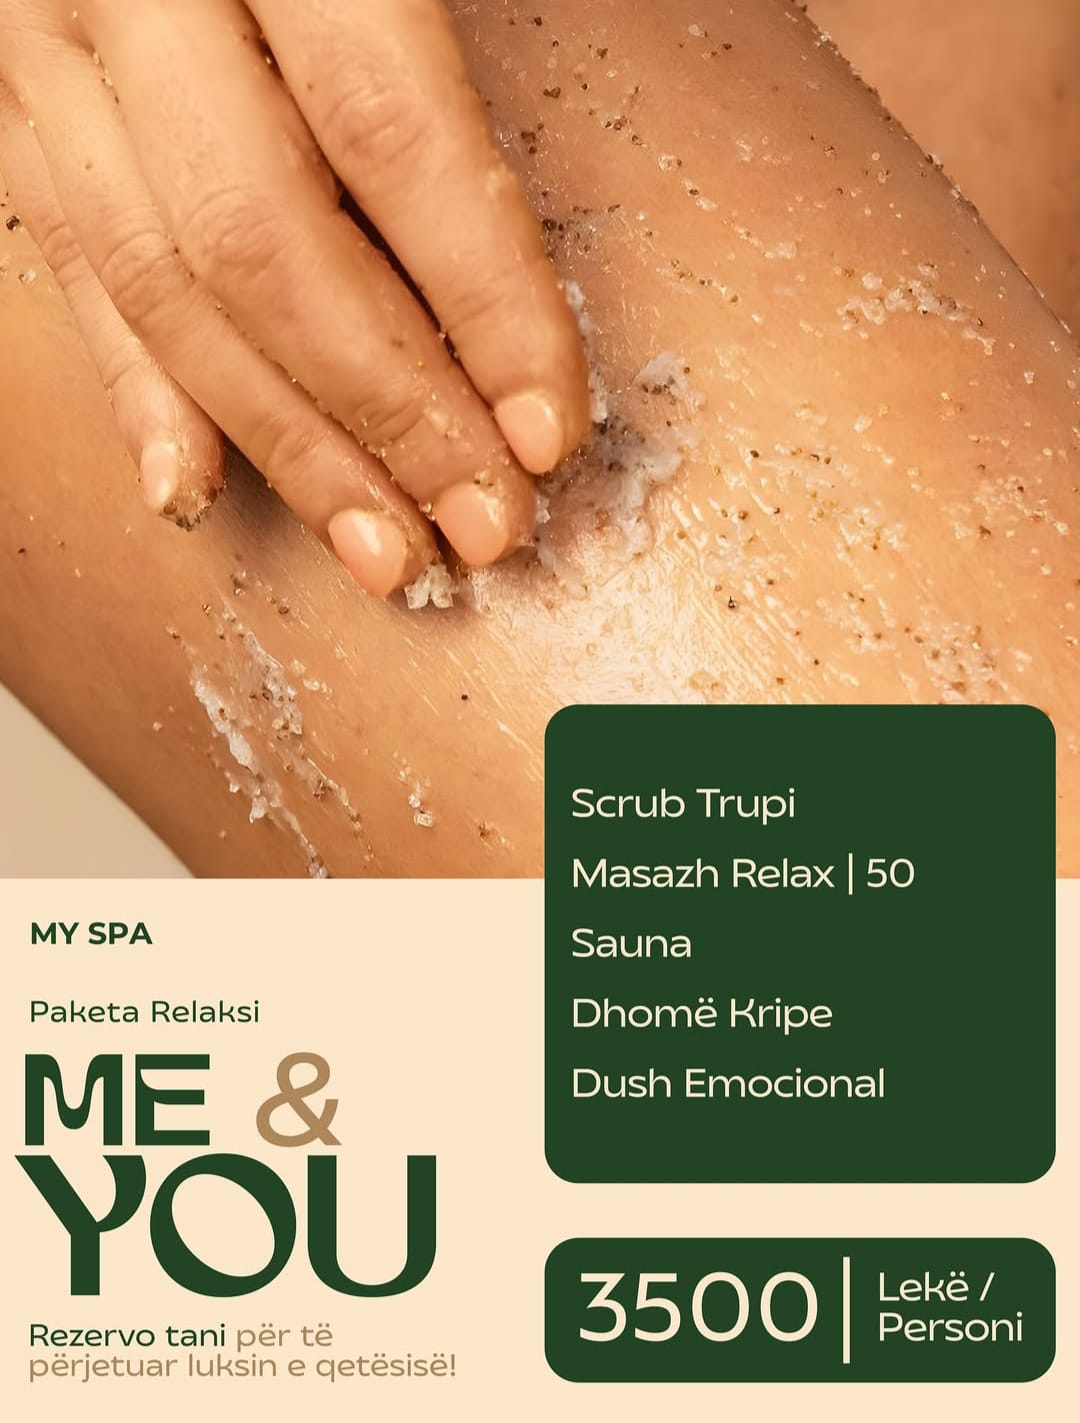 MY SPA
Paketa Relaksi
ME &
YOU
Rezervo tani për të
përjetuar luksin e qetësisë!
Scrub Trupi
Masazh Relax | 50
Sauna
Dhomë Kripe
Dush Emocional
3500 | Lekë /
Personi